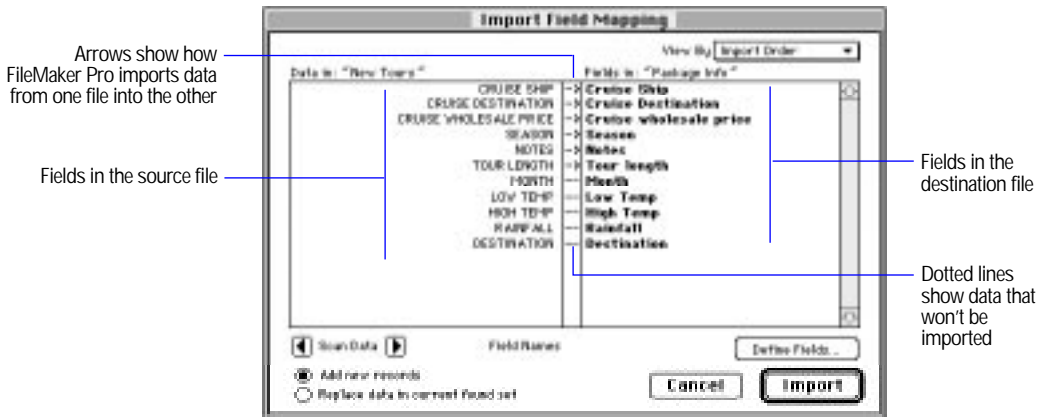 Import Field Mapping
Arrows show how
FileMaker Pro imports data
from one file into the other
View By Import Order
Data in: "New Tours"
Fields in: "Package Info"
CRUISE SHIP -> Cruise Ship
CRUISE DESTINATION -> Cruise Destination
CRUISE WHOLESALE PRICE -> Cruise wholesale price
SEASON -> Season
NOTES -> Notes
TOUR LENGTH -> Tour length
MONTH --- Month
LOW TEMP --- Low Temp
HIGH TEMP --- High Temp
RAINFALL --- Rainfall
DESTINATION --- Destination
Fields in the source file
Fields in the
destination file
Dotted lines
show data that
won't be
imported
Scan Data
Field Names
Define Fields...
Add new records
Replace data in current found set
Cancel
Import